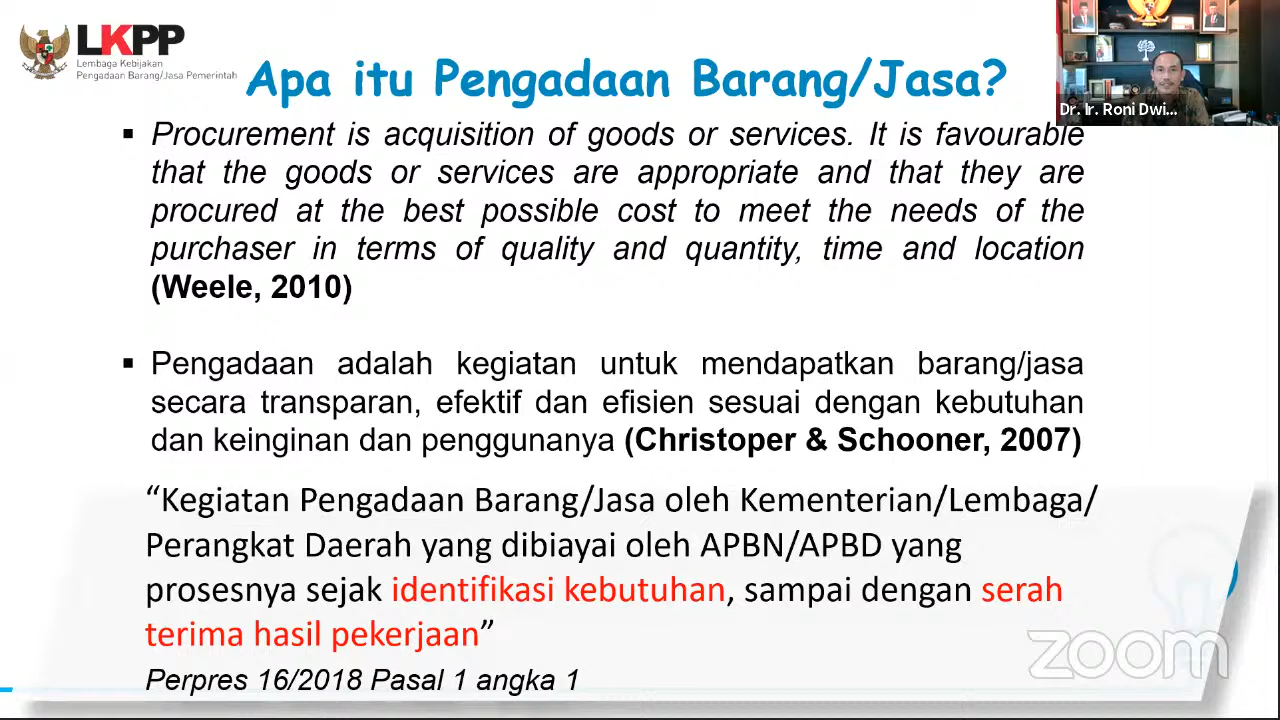 LKPP
Lembaga Kebijakan
Pengadaan Barang/Jasa Pemerintah
Apa itu Pengadaan Barang/Jasa?
Dr. Ir. Roni Dwi...
▪ Procurement is acquisition of goods or services. It is favourable
that the goods or services are appropriate and that they are
procured at the best possible cost to meet the needs of the
purchaser in terms of quality and quantity, time and location
(Weele, 2010)
▪ Pengadaan adalah kegiatan untuk mendapatkan barang/jasa
secara transparan, efektif dan efisien sesuai dengan kebutuhan
dan keinginan dan penggunanya (Christoper & Schooner, 2007)
“Kegiatan Pengadaan Barang/Jasa oleh Kementerian/Lembaga/
Perangkat Daerah yang dibiayai oleh APBN/APBD yang
prosesnya sejak identifikasi kebutuhan, sampai dengan serah
terima hasil pekerjaan”
Perpres 16/2018 Pasal 1 angka 1
zoom